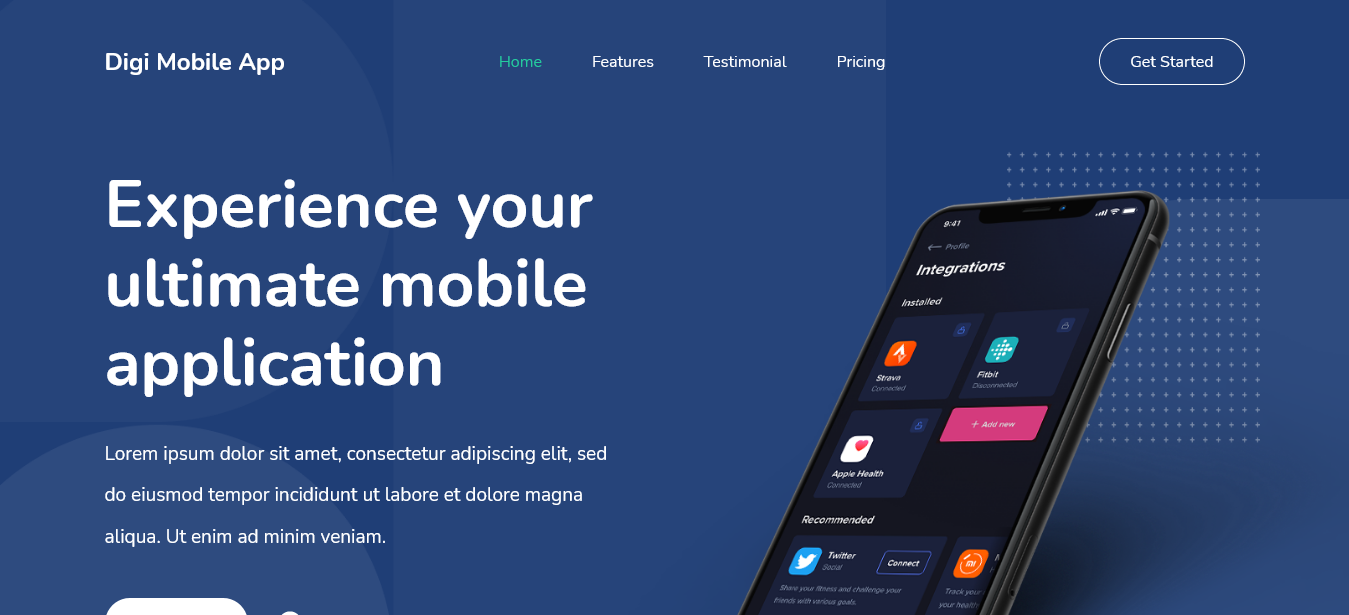 Digi Mobile App
Home Features Testimonial Pricing
Get Started
Experience your
ultimate mobile
application
Lorem ipsum dolor sit amet, consectetur adipiscing elit, sed
do eiusmod tempor incididunt ut labore et dolore magna
aliqua. Ut enim ad minim veniam.
9:41
Profile
Integrations
Installed
Strava
Connected
Fitbit
Disconnected
Apple Health
Connected
+ Add new
Recommended
Twitter
Social
Connect
Share your fitness and challenge your
friends with various goals.
Track your
your health